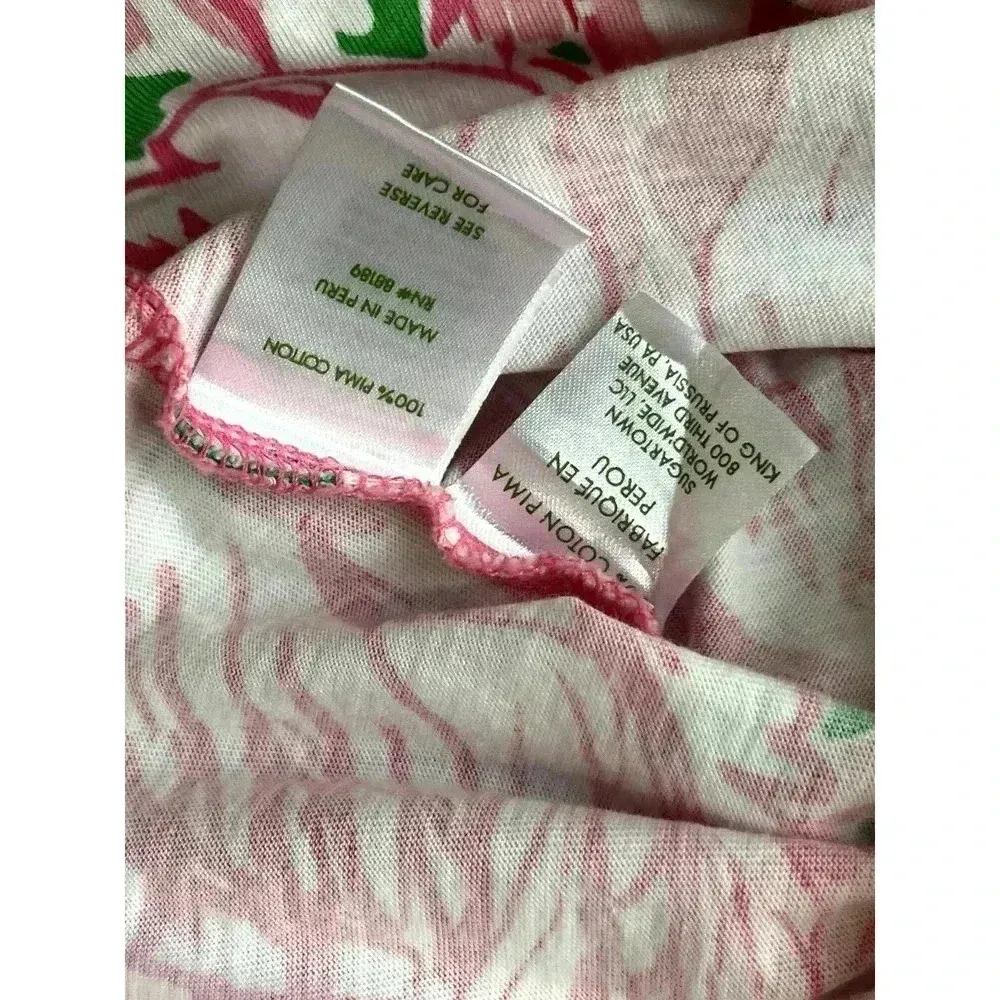 100% PIMA COTTON
MADE IN PERU
RN# 88189
SEE REVERSE
FOR CARE
COTON PIMA
FABRIQUÉ EN
PEROU
SUGARTOWN
WORLDWIDE, LLC
800 THIRD AVENUE
KING OF PRUSSIA, PA USA